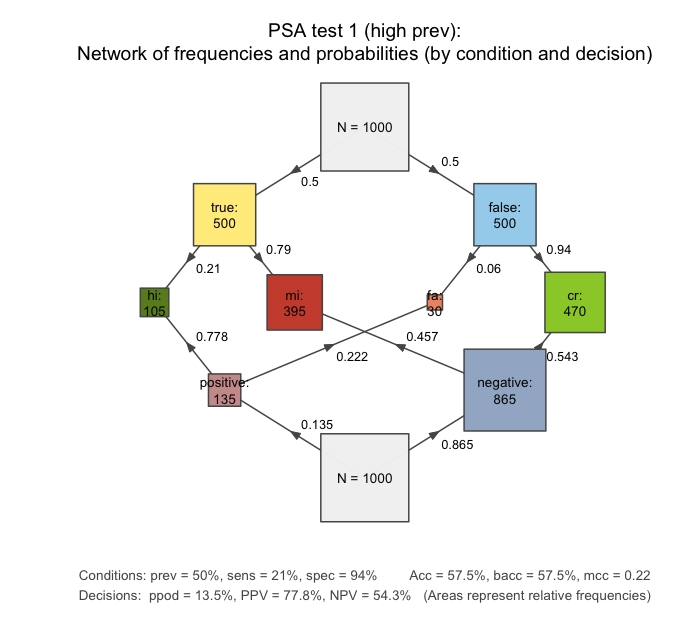 PSA test 1 (high prev):
Network of frequencies and probabilities (by condition and decision)
N = 1000
0.5
0.5
true:
500
false:
500
0.79
0.94
0.21
0.06
hi:
105
mi:
395
fa:
30
cr:
470
0.778
0.457
0.222
0.543
positive:
135
negative:
865
0.135
0.865
N = 1000
Conditions: prev = 50%, sens = 21%, spec = 94% Acc = 57.5%, bacc = 57.5%, mcc = 0.22
Decisions: ppod = 13.5%, PPV = 77.8%, NPV = 54.3% (Areas represent relative frequencies)